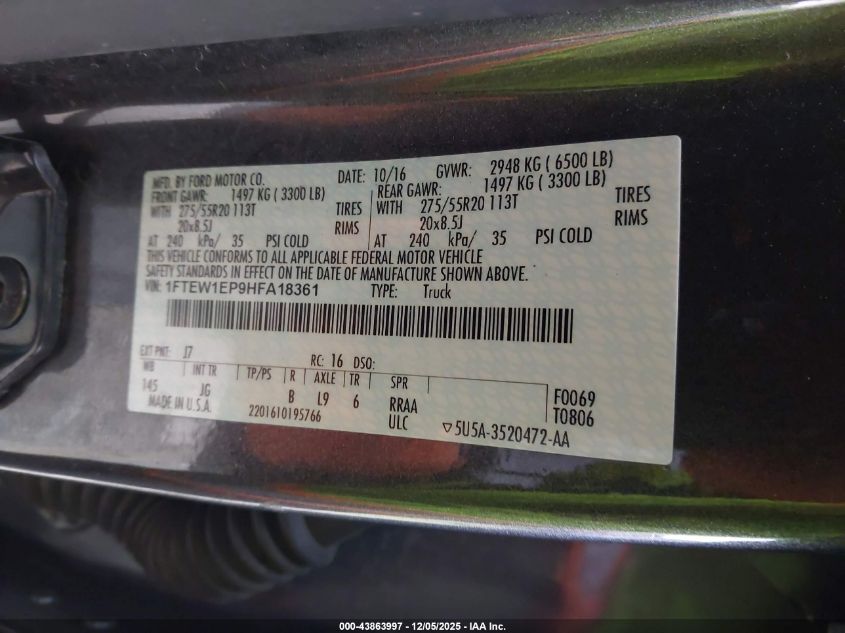 MFD. BY FORD MOTOR CO. DATE: 10/16 GVWR: 2948 KG ( 6500 LB)
FRONT GAWR: 1497 KG ( 3300 LB) REAR GAWR: 1497 KG ( 3300 LB)
WITH 275/55R20 113T TIRES WITH 275/55R20 113T TIRES
20x8.5J RIMS 20x8.5J RIMS
AT 240 kPa/ 35 PSI COLD AT 240 kPa/ 35 PSI COLD
THIS VEHICLE CONFORMS TO ALL APPLICABLE FEDERAL MOTOR VEHICLE
SAFETY STANDARDS IN EFFECT ON THE DATE OF MANUFACTURE SHOWN ABOVE.
VIN: 1FTEW1EP9HFA18361 TYPE: Truck
EXT PNT: J7 RC: 16 DSO:
WB INT TR TP/PS R AXLE TR SPR
145 JG B L9 6 RRAA F0069
MADE IN U.S.A. 2201610195766 ULC T0806
▽5U5A-3520472-AA
000-43863997 - 12/05/2025 - IAA Inc.